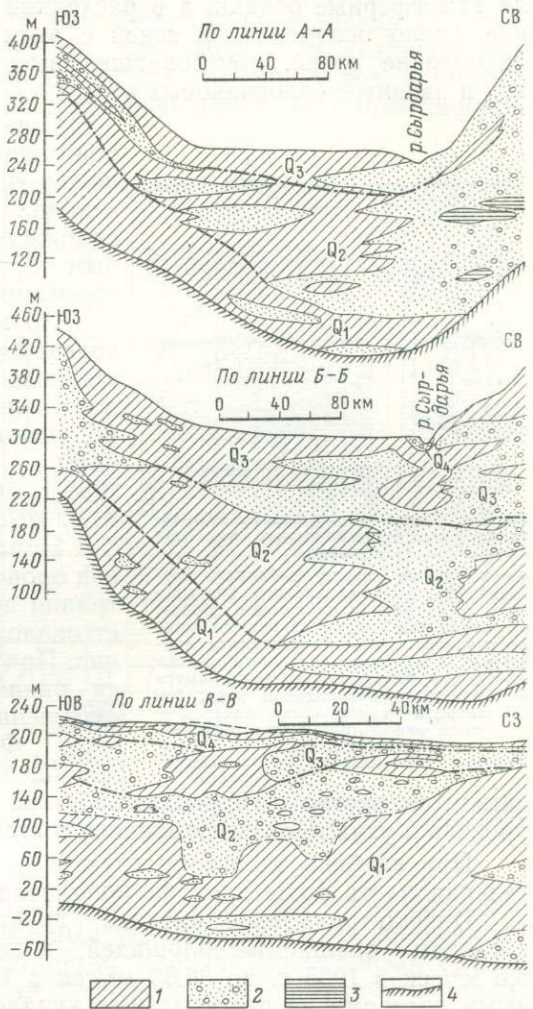 По линии А-А
м
ЮЗ
СВ
0 40 80 км
400
360
320
280
240
200
160
120
р. Сырдарья
Q3
Q2
Q1
По линии Б-Б
м
ЮЗ
СВ
0 40 80 км
460
420
340
300
260
220
180
140
100
р. Сыр-
дарья
Q3
Q4
Q3
Q2
Q2
Q1
По линии В-В
м
ЮВ
СЗ
0 20 40 км
240
200
180
100
60
20
-20
-60
Q4
Q3
Q2
Q1
1 2 3 4